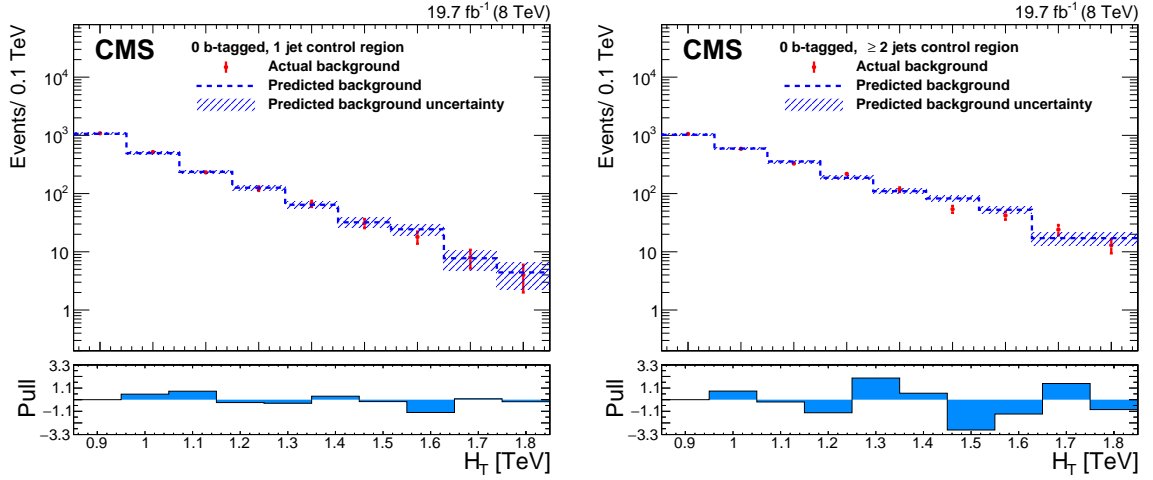 19.7 fb⁻¹ (8 TeV)
CMS
0 b-tagged, 1 jet control region
Actual background
Predicted background
Predicted background uncertainty
Events/ 0.1 TeV
10⁴
10³
10²
10
1
Pull
3.3
1.1
−1.1
−3.3
0.9 1 1.1 1.2 1.3 1.4 1.5 1.6 1.7 1.8
H_T [TeV]
19.7 fb⁻¹ (8 TeV)
CMS
0 b-tagged, ≥ 2 jets control region
Actual background
Predicted background
Predicted background uncertainty
Events/ 0.1 TeV
10⁴
10³
10²
10
1
Pull
3.3
1.1
−1.1
−3.3
0.9 1 1.1 1.2 1.3 1.4 1.5 1.6 1.7 1.8
H_T [TeV]